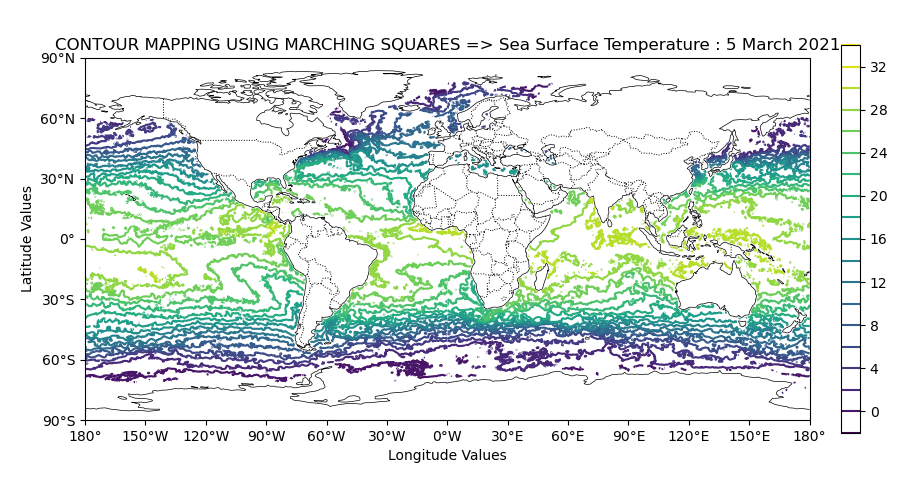 CONTOUR MAPPING USING MARCHING SQUARES => Sea Surface Temperature : 5 March 2021
90°N
60°N
30°N
0°
30°S
60°S
90°S
Latitude Values
180° 150°W 120°W 90°W 60°W 30°W 0°W 30°E 60°E 90°E 120°E 150°E 180°
Longitude Values
32
28
24
20
16
12
8
4
0